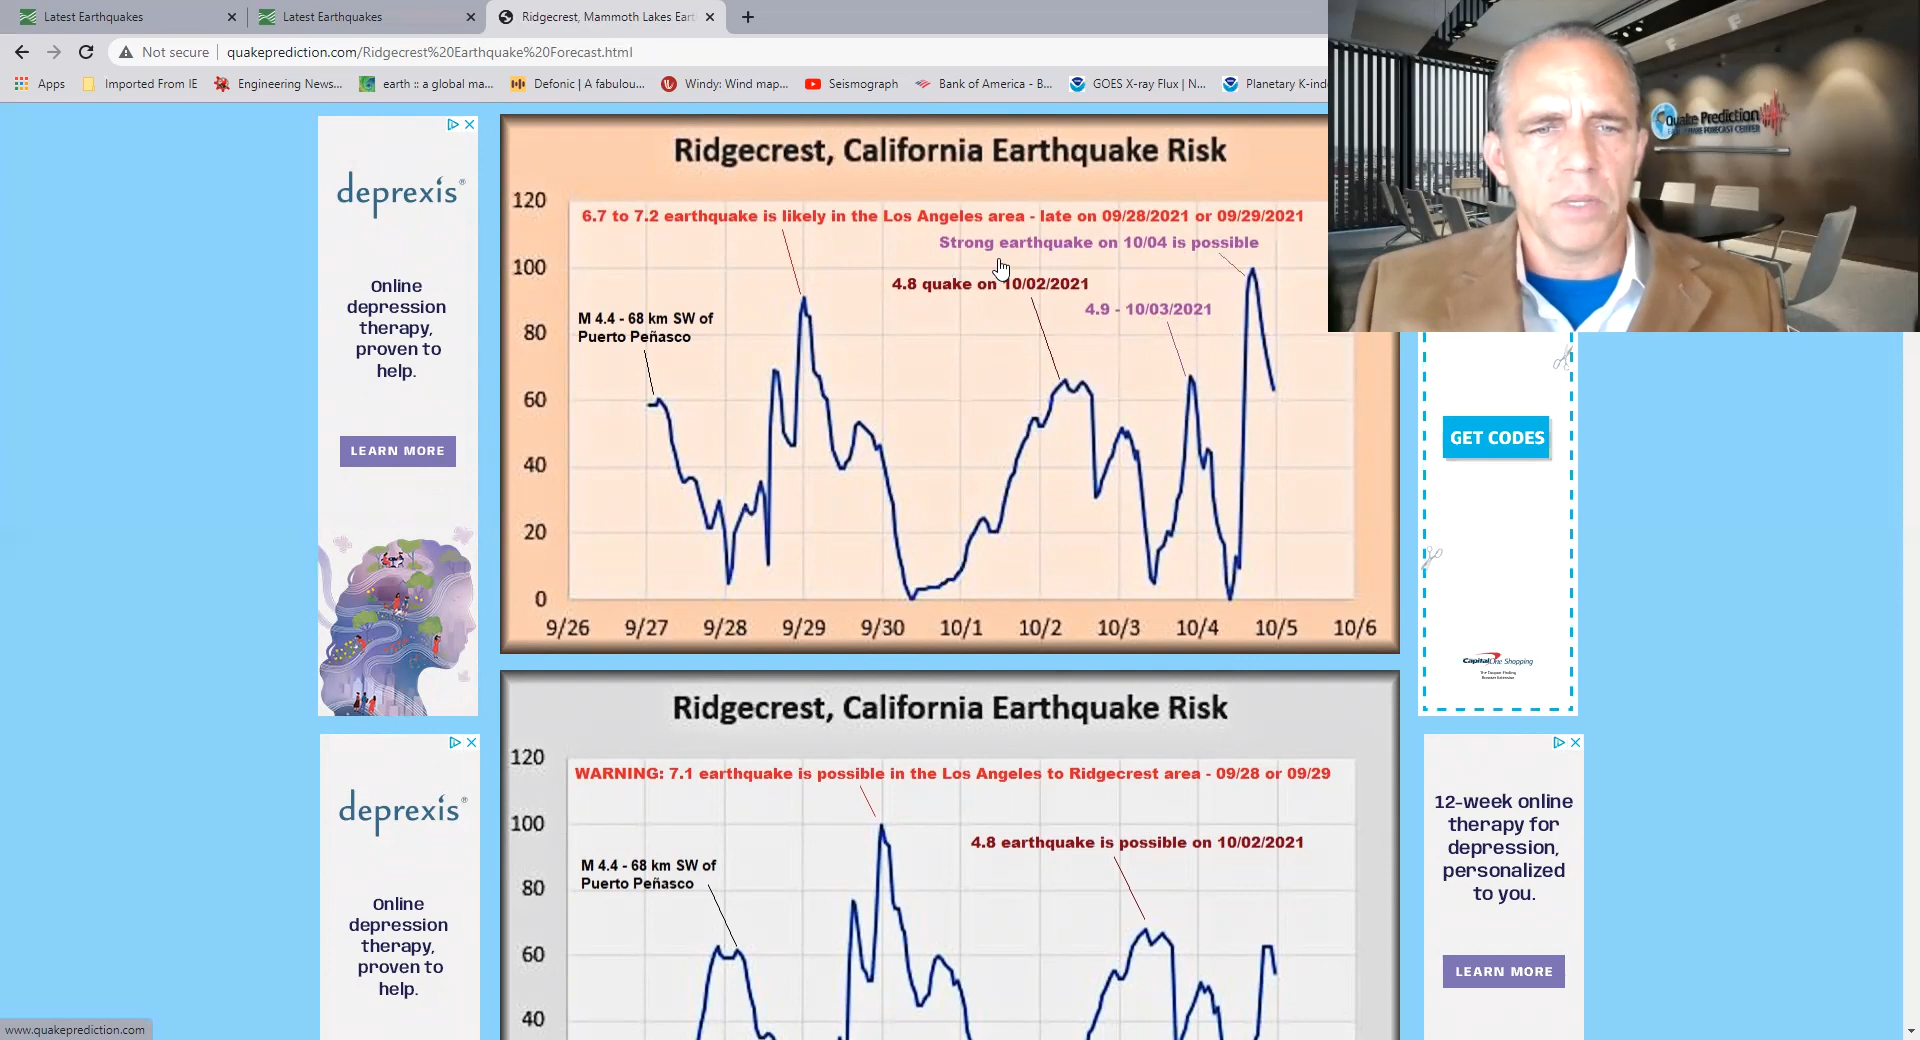 Latest Earthquakes
Latest Earthquakes
Ridgecrest, Mammoth Lakes Eart
Not secure
quakeprediction.com/Ridgecrest%20Earthquake%20Forecast.html
Apps
Imported From IE
Engineering News...
earth :: a global ma...
Defonic | A fabulou...
Windy: Wind map...
Seismograph
Bank of America - B...
GOES X-ray Flux | N...
Planetary K-ind
Quake Prediction
deprexis®
Online
depression
therapy,
proven to
help.
LEARN MORE
Ridgecrest, California Earthquake Risk
120
100
80
60
40
20
0
6.7 to 7.2 earthquake is likely in the Los Angeles area - late on 09/28/2021 or 09/29/2021
Strong earthquake on 10/04 is possible
4.8 quake on 10/02/2021
4.9 - 10/03/2021
M 4.4 - 68 km SW of
Puerto Peñasco
9/26 9/27 9/28 9/29 9/30 10/1 10/2 10/3 10/4 10/5 10/6
GET CODES
CapitalOne Shopping
deprexis®
Online
depression
therapy,
proven to
help.
Ridgecrest, California Earthquake Risk
120
100
80
60
40
WARNING: 7.1 earthquake is possible in the Los Angeles to Ridgecrest area - 09/28 or 09/29
4.8 earthquake is possible on 10/02/2021
M 4.4 - 68 km SW of
Puerto Peñasco
12-week online
therapy for
depression,
personalized
to you.
LEARN MORE
www.quakeprediction.com